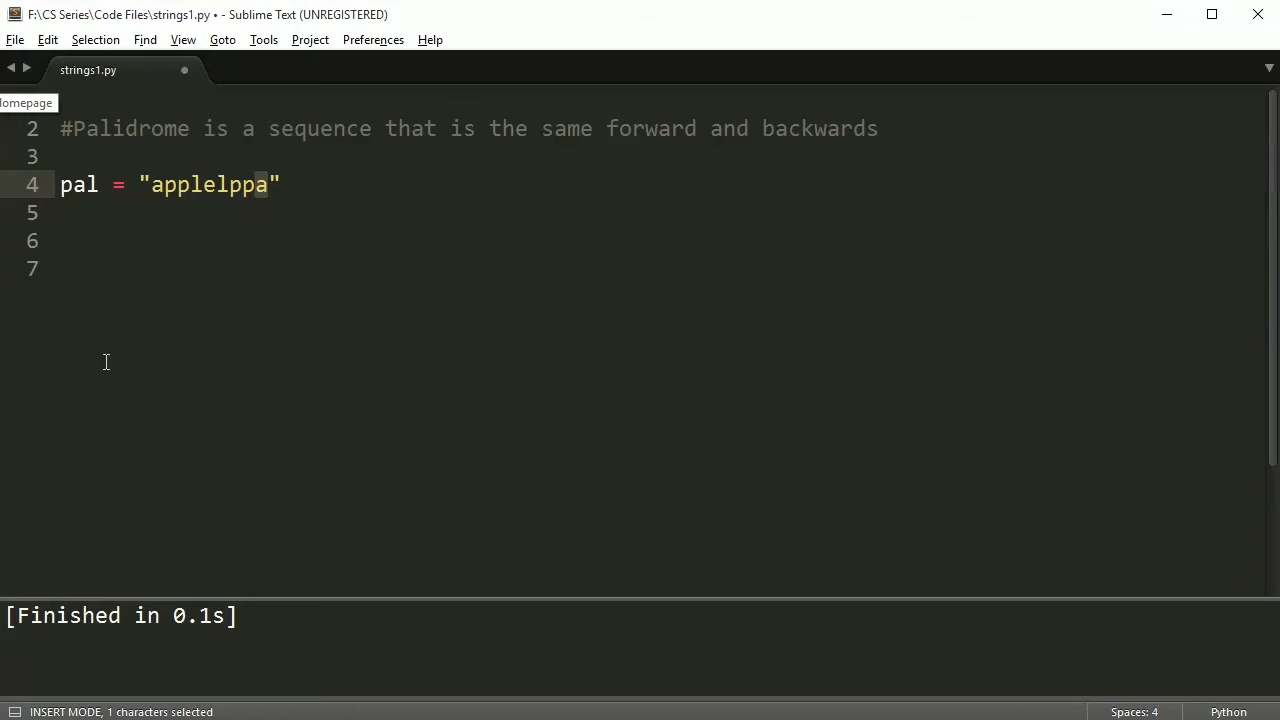 F:\CS Series\Code Files\strings1.py • - Sublime Text (UNREGISTERED)
File Edit Selection Find View Goto Tools Project Preferences Help
strings1.py
omepage
2 #Palidrome is a sequence that is the same forward and backwards
3
4 pal = "applelppa"
5
6
7
[Finished in 0.1s]
INSERT MODE, 1 characters selected Spaces: 4 Python